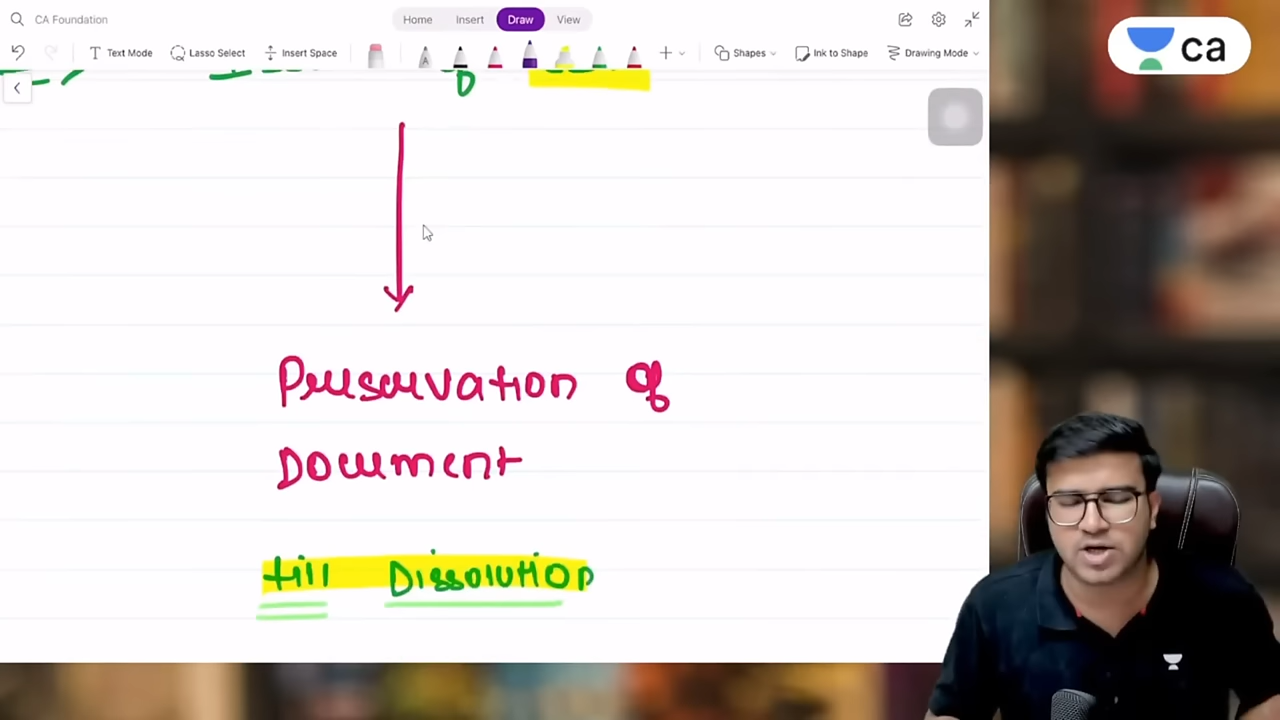 CA Foundation
Home Insert Draw View
Text Mode Lasso Select Insert Space Shapes Ink to Shape Drawing Mode
ca
Preservation of
Document
till Dissolution